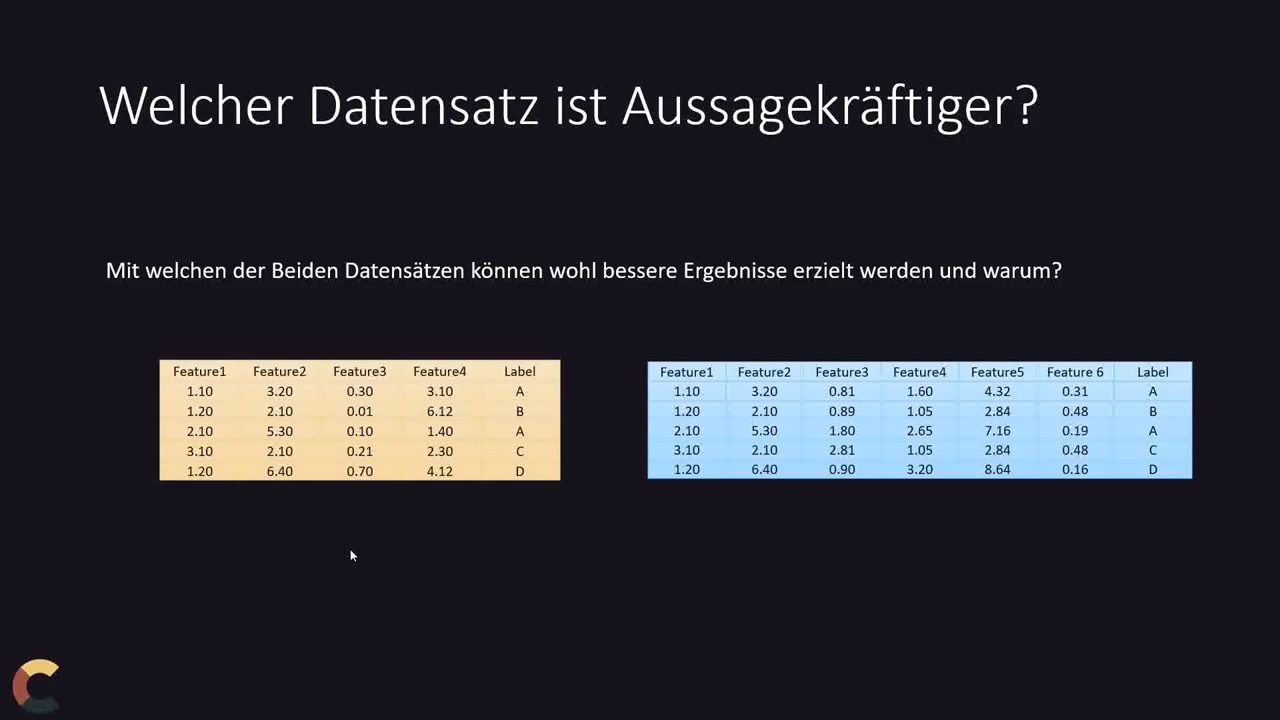 Welcher Datensatz ist Aussagekräftiger?
Mit welchen der Beiden Datensätzen können wohl bessere Ergebnisse erzielt werden und warum?
Feature1 Feature2 Feature3 Feature4 Label
1.10 3.20 0.30 3.10 A
1.20 2.10 0.01 6.12 B
2.10 5.30 0.10 1.40 A
3.10 2.10 0.21 2.30 C
1.20 6.40 0.70 4.12 D
Feature1 Feature2 Feature3 Feature4 Feature5 Feature 6 Label
1.10 3.20 0.81 1.60 4.32 0.31 A
1.20 2.10 0.89 1.05 2.84 0.48 B
2.10 5.30 1.80 2.65 7.16 0.19 A
3.10 2.10 2.81 1.05 2.84 0.48 C
1.20 6.40 0.90 3.20 8.64 0.16 D